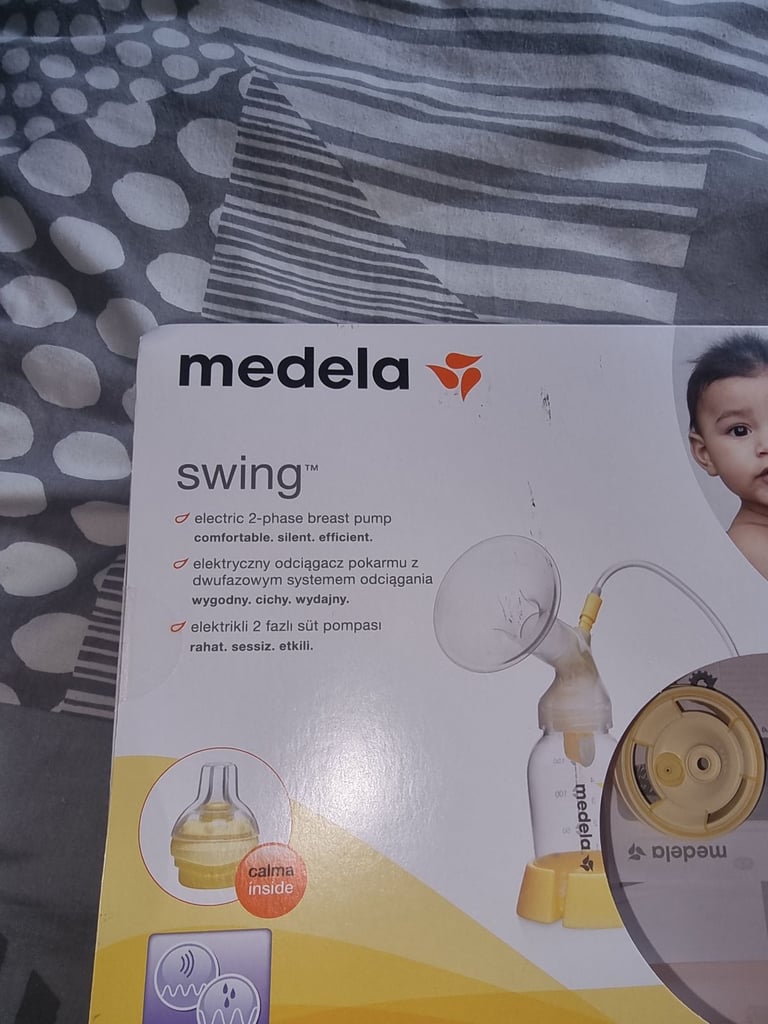 medela
swing™
electric 2-phase breast pump
comfortable. silent. efficient.
elektryczny odciągacz pokarmu z
dwufazowym systemem odciągania
wygodny. cichy. wydajny.
elektrikli 2 fazlı süt pompası
rahat. sessiz. etkili.
medela
medela
calma
inside